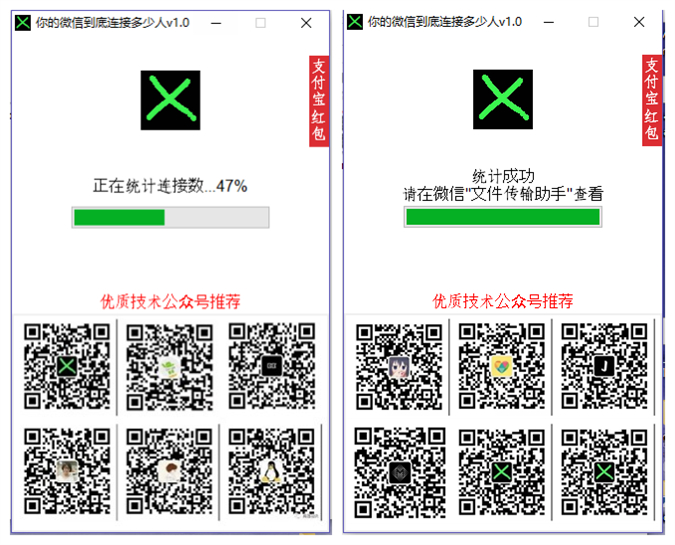 你的微信到底连接多少人v1.0
支付宝红包
正在统计连接数...47%
优质技术公众号推荐
你的微信到底连接多少人v1.0
支付宝红包
统计成功
请在微信"文件传输助手"查看
优质技术公众号推荐
J